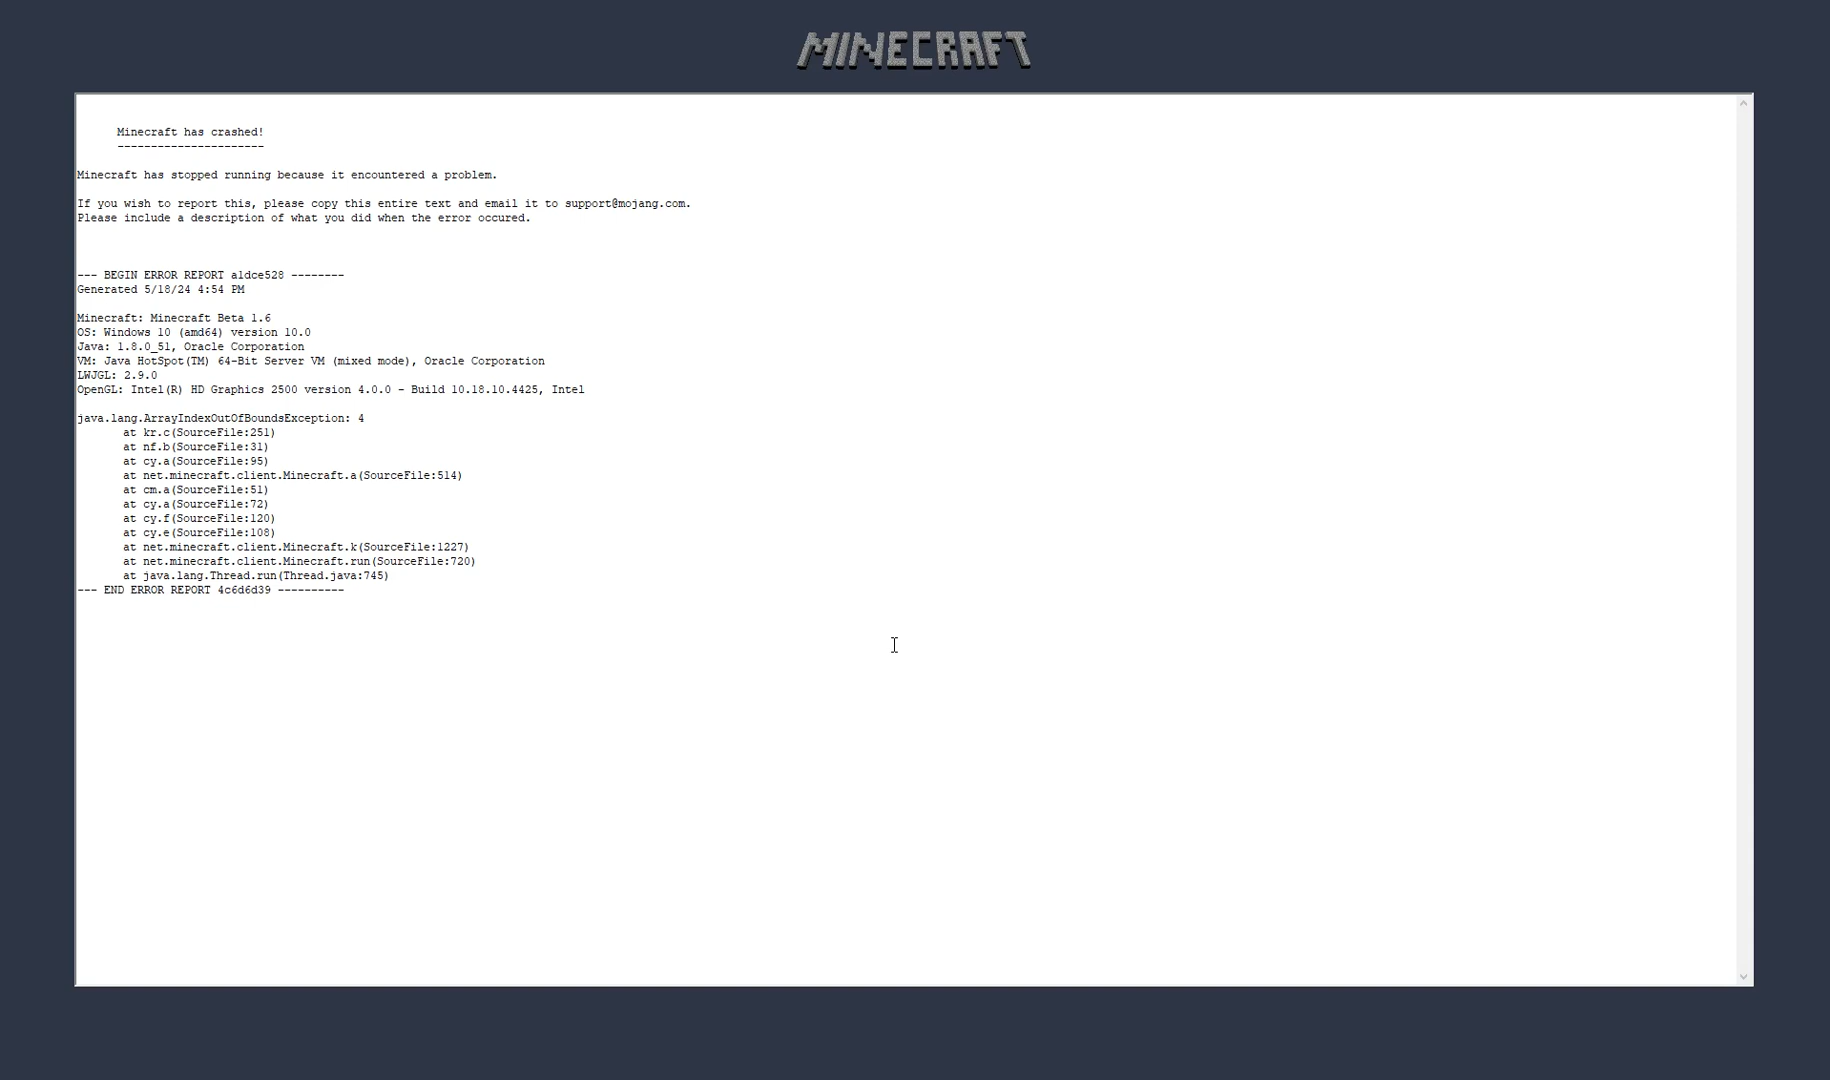 MINECRAFT
Minecraft has crashed!
----------------------
Minecraft has stopped running because it encountered a problem.
If you wish to report this, please copy this entire text and email it to support@mojang.com.
Please include a description of what you did when the error occured.
--- BEGIN ERROR REPORT a1dce528 --------
Generated 5/18/24 4:54 PM
Minecraft: Minecraft Beta 1.6
OS: Windows 10 (amd64) version 10.0
Java: 1.8.0_51, Oracle Corporation
VM: Java HotSpot(TM) 64-Bit Server VM (mixed mode), Oracle Corporation
LWJGL: 2.9.0
OpenGL: Intel(R) HD Graphics 2500 version 4.0.0 - Build 10.18.10.4425, Intel
java.lang.ArrayIndexOutOfBoundsException: 4
at kr.c(SourceFile:251)
at nf.b(SourceFile:31)
at cy.a(SourceFile:95)
at net.minecraft.client.Minecraft.a(SourceFile:514)
at cm.a(SourceFile:51)
at cy.a(SourceFile:72)
at cy.f(SourceFile:120)
at cy.e(SourceFile:108)
at net.minecraft.client.Minecraft.k(SourceFile:1227)
at net.minecraft.client.Minecraft.run(SourceFile:720)
at java.lang.Thread.run(Thread.java:745)
--- END ERROR REPORT 4c6d6d39 ----------